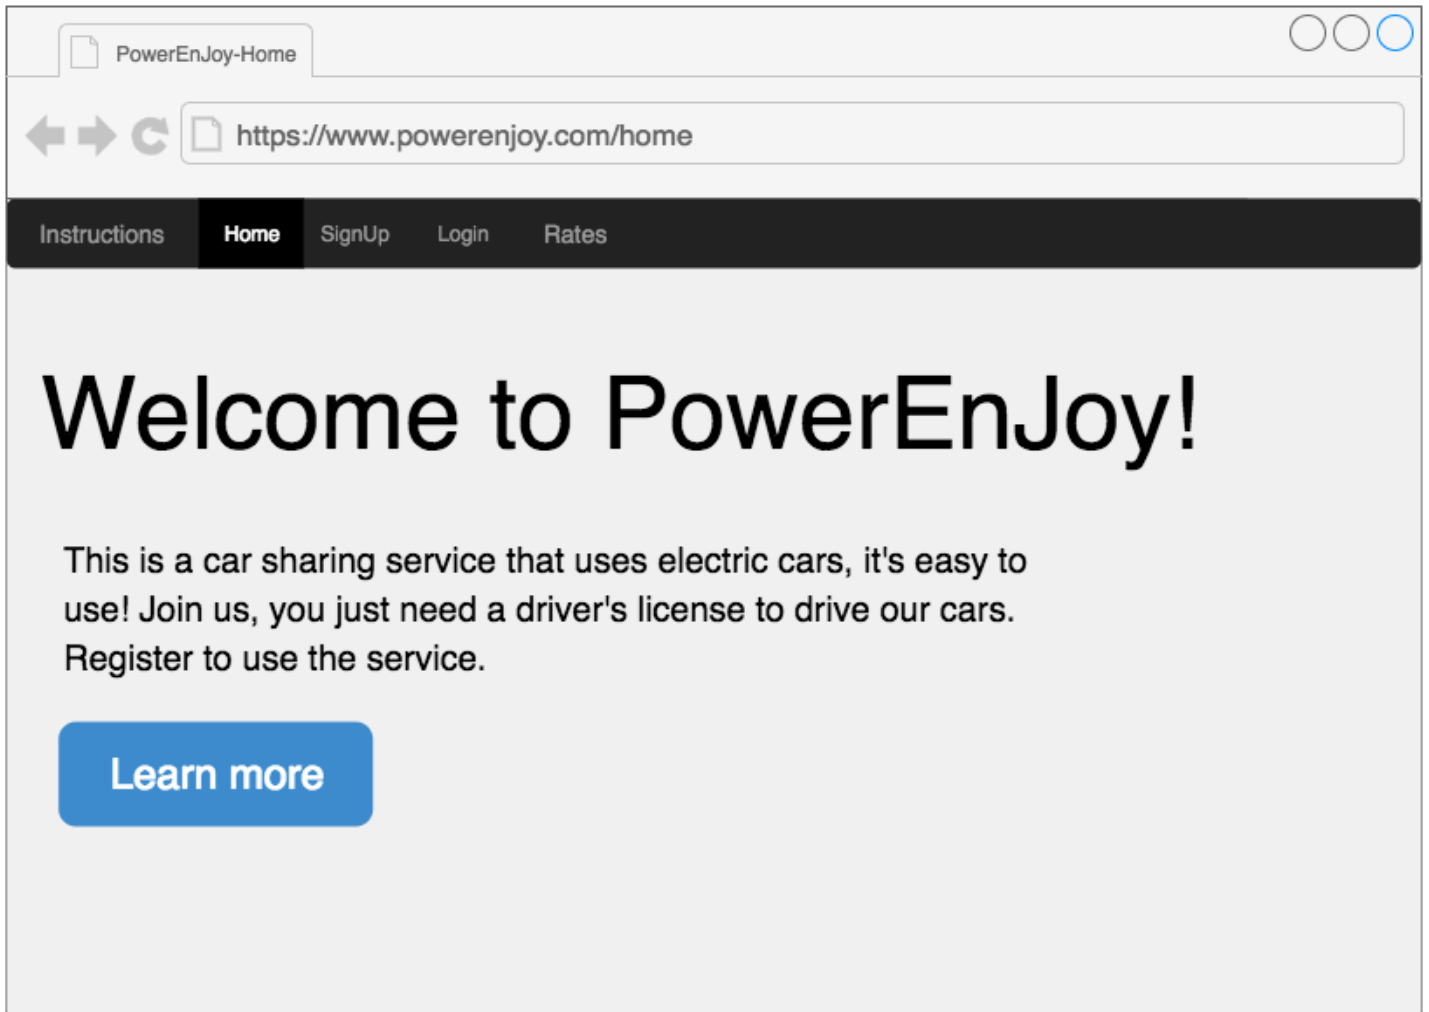 PowerEnJoy-Home
https://www.powerenjoy.com/home
Instructions Home SignUp Login Rates
Welcome to PowerEnJoy!
This is a car sharing service that uses electric cars, it's easy to
use! Join us, you just need a driver's license to drive our cars.
Register to use the service.
Learn more